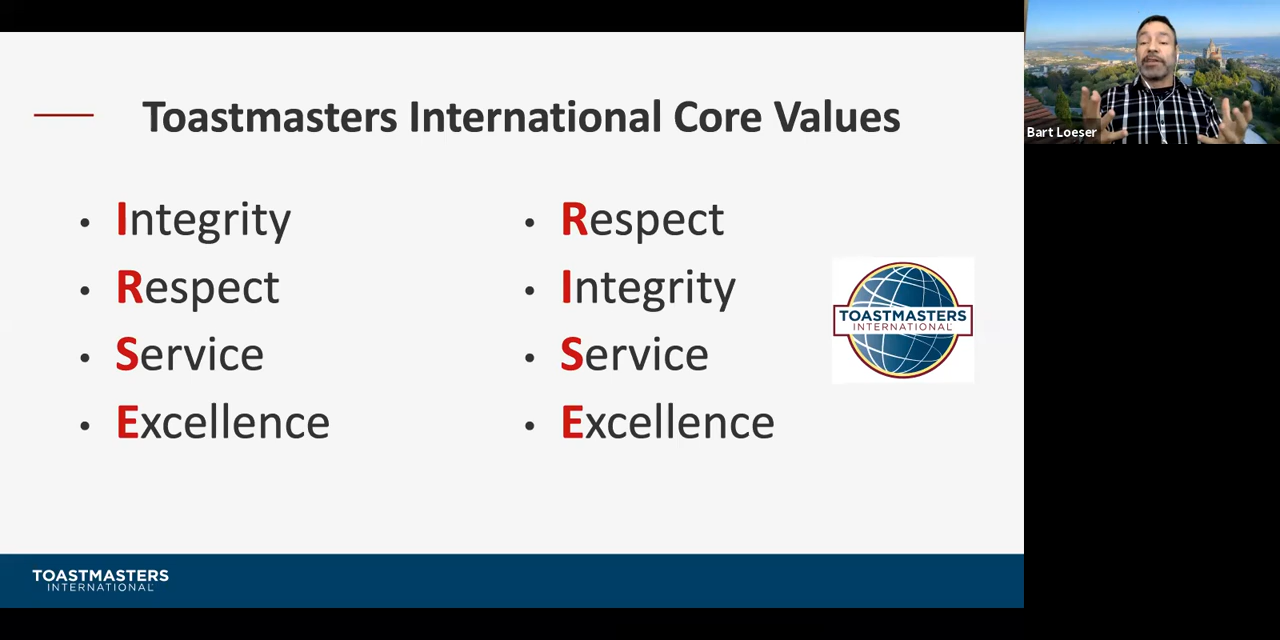 Toastmasters International Core Values
• Integrity
• Respect
• Service
• Excellence
• Respect
• Integrity
• Service
• Excellence
TOASTMASTERS
INTERNATIONAL
TOASTMASTERS
INTERNATIONAL
Bart Loeser